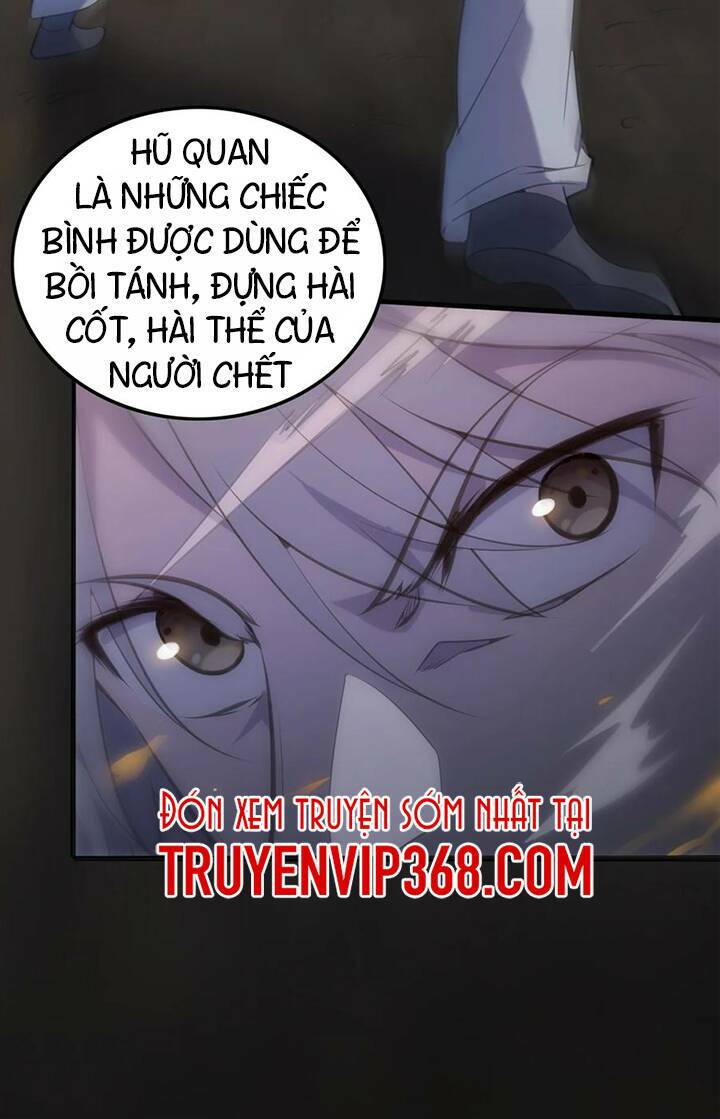 HŨ QUAN
LÀ NHỮNG CHIẾC
BÌNH ĐƯỢC DÙNG ĐỂ
BỒI TÁNH, ĐỰNG HÀI
CỐT, HÀI THỂ CỦA
NGƯỜI CHẾT
ĐÓN XEM TRUYỆN SỚM NHẤT TẠI
TRUYENVIP368.COM